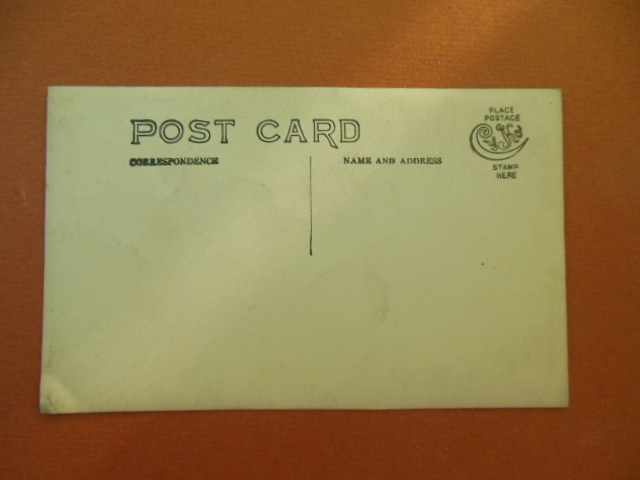 POST CARD
CORRESPONDENCE
NAME AND ADDRESS
PLACE
POSTAGE
STAMP
HERE